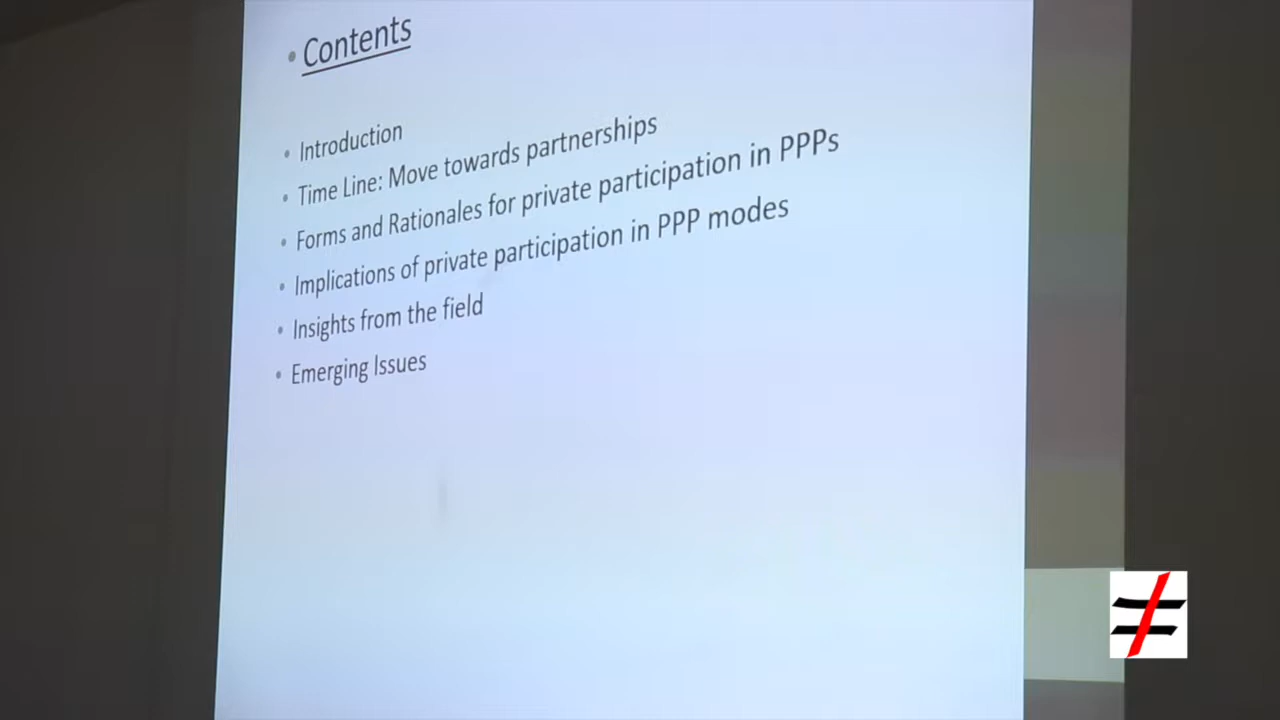 • Contents
• Introduction
• Time Line: Move towards partnerships
• Forms and Rationales for private participation in PPPs
• Implications of private participation in PPP modes
• Insights from the field
• Emerging Issues